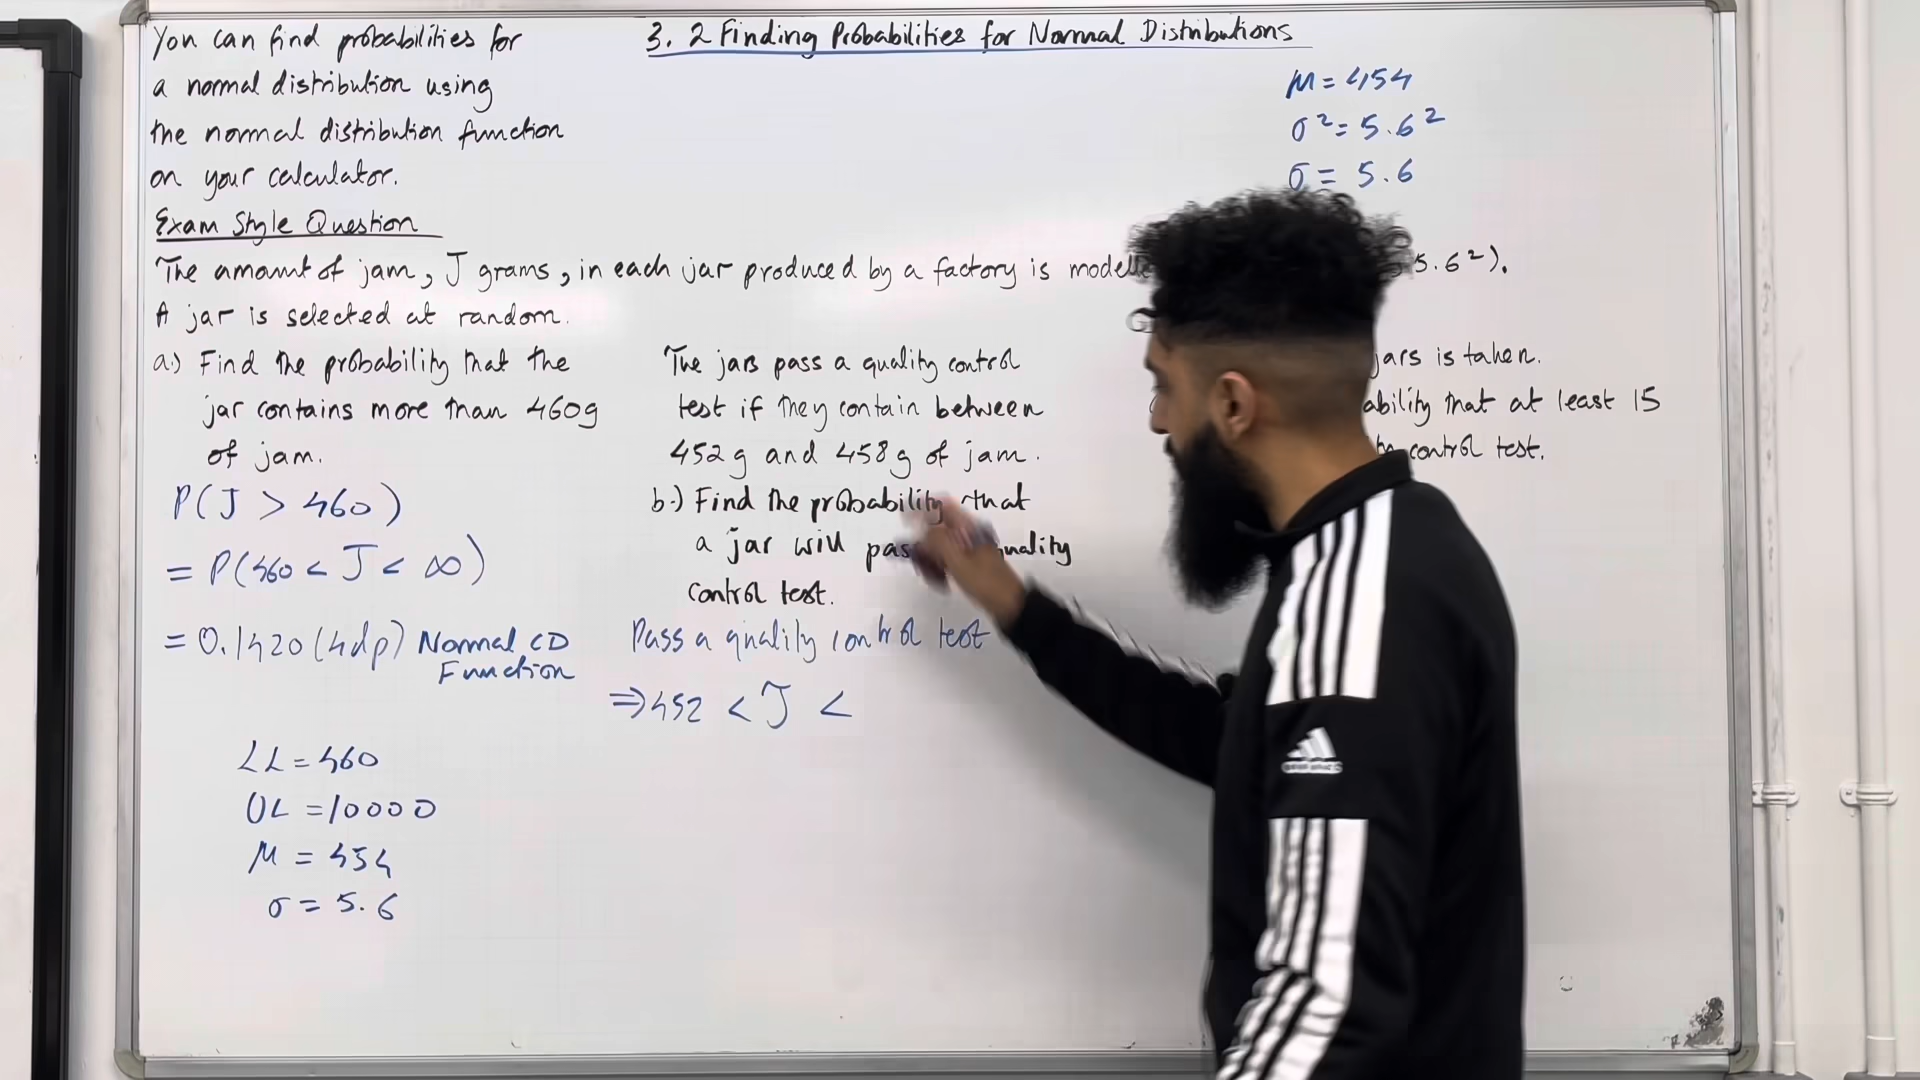 You can find probabilities for
a normal distribution using
the normal distribution function
on your calculator.
3.2 Finding Probabilities for Normal Distributions
μ = 454
σ² = 5.6²
σ = 5.6
Exam Style Question
The amount of jam, J grams, in each jar produced by a factory is 5.6²).
A jar is selected at random.
a.) Find the probability that the
jar contains more than 460g
of jam.
P(J > 460)
= P(460 < J < ∞)
= 0.1420 (4dp) Normal CD
Function
LL = 460
UL = 10000
μ = 454
σ = 5.6
The jars pass a quality control
test if they contain between
452g and 458g of jam.
b.) Find the probability that
a jar will
control test.
Pass a quality control test
⇒ 452 < J <
jars is taken.
that at least 15
control test.